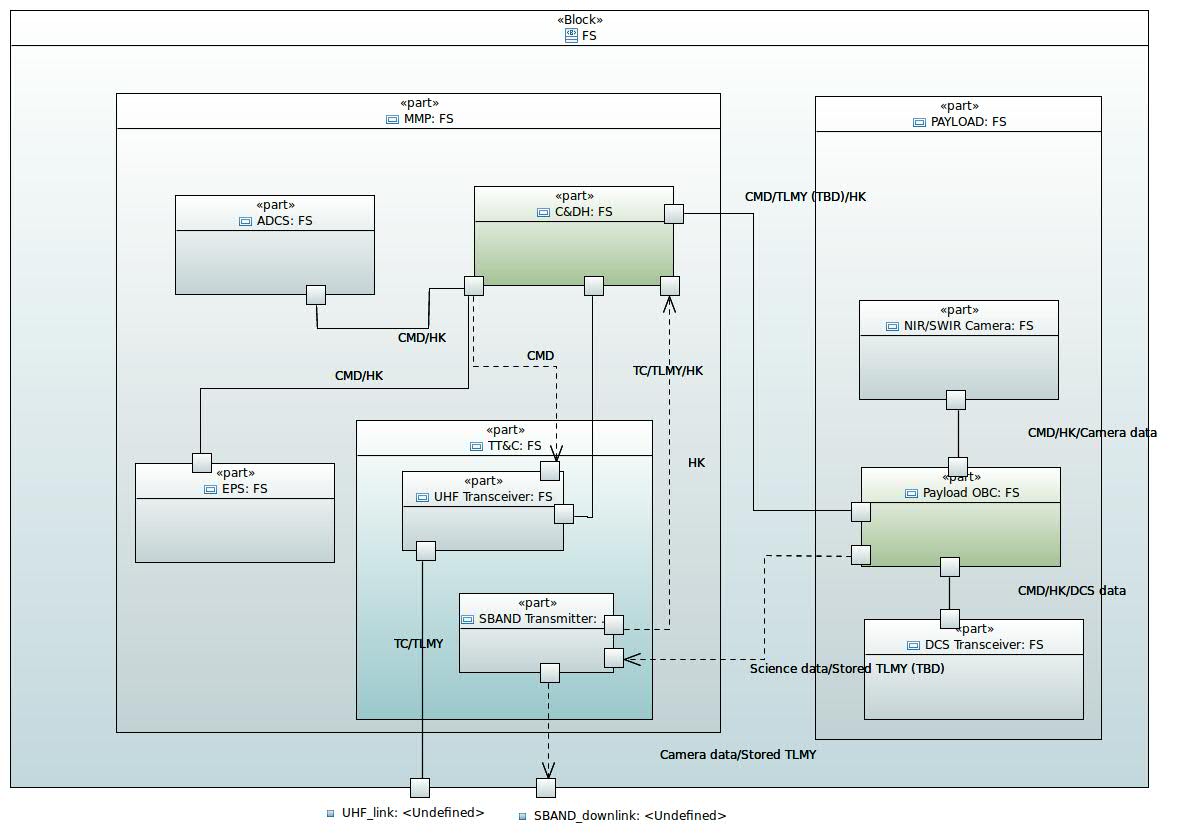 «Block»
FS
«part»
MMP: FS
«part»
PAYLOAD: FS
«part»
ADCS: FS
«part»
C&DH: FS
CMD/TLMY (TBD)/HK
«part»
NIR/SWIR Camera: FS
CMD/HK
CMD
CMD/HK
TC/TLMY/HK
«part»
TT&C: FS
CMD/HK/Camera data
HK
«part»
EPS: FS
«part»
UHF Transceiver: FS
«part»
Payload OBC: FS
CMD/HK/DCS data
«part»
SBAND Transmitter: ..
«part»
DCS Transceiver: FS
TC/TLMY
Science data/Stored TLMY (TBD)
Camera data/Stored TLMY
UHF_link: <Undefined>
SBAND_downlink: <Undefined>